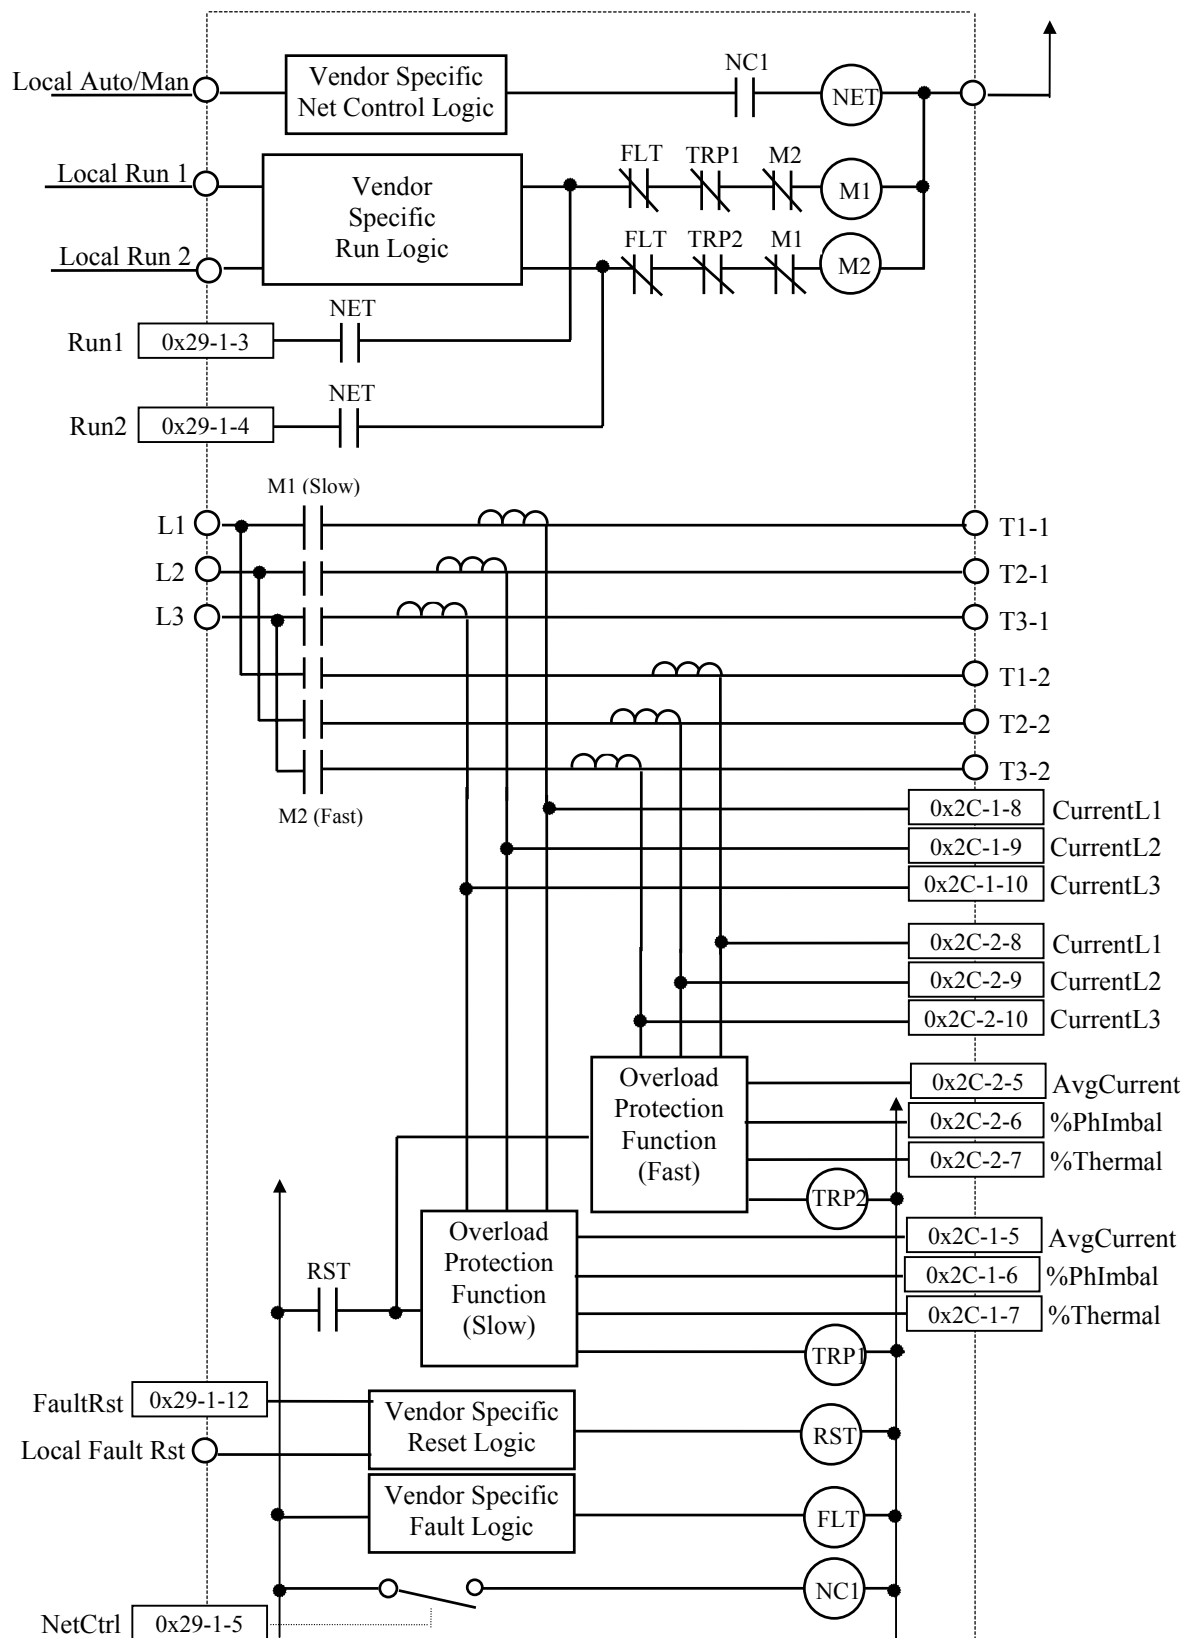 Local Auto/Man
Vendor Specific
Net Control Logic
NC1
NET
Local Run 1
Vendor
Specific
Run Logic
FLT
TRP1
M2
M1
Local Run 2
FLT
TRP2
M1
M2
Run1
0x29-1-3
NET
Run2
0x29-1-4
NET
M1 (Slow)
L1
T1-1
L2
T2-1
L3
T3-1
T1-2
T2-2
T3-2
M2 (Fast)
0x2C-1-8
CurrentL1
0x2C-1-9
CurrentL2
0x2C-1-10
CurrentL3
0x2C-2-8
CurrentL1
0x2C-2-9
CurrentL2
0x2C-2-10
CurrentL3
Overload
Protection
Function
(Fast)
0x2C-2-5
AvgCurrent
0x2C-2-6
%PhImbal
0x2C-2-7
%Thermal
TRP2
Overload
Protection
Function
(Slow)
0x2C-1-5
AvgCurrent
0x2C-1-6
%PhImbal
0x2C-1-7
%Thermal
RST
TRP1
FaultRst
0x29-1-12
Vendor Specific
Reset Logic
RST
Local Fault Rst
Vendor Specific
Fault Logic
FLT
NC1
NetCtrl
0x29-1-5